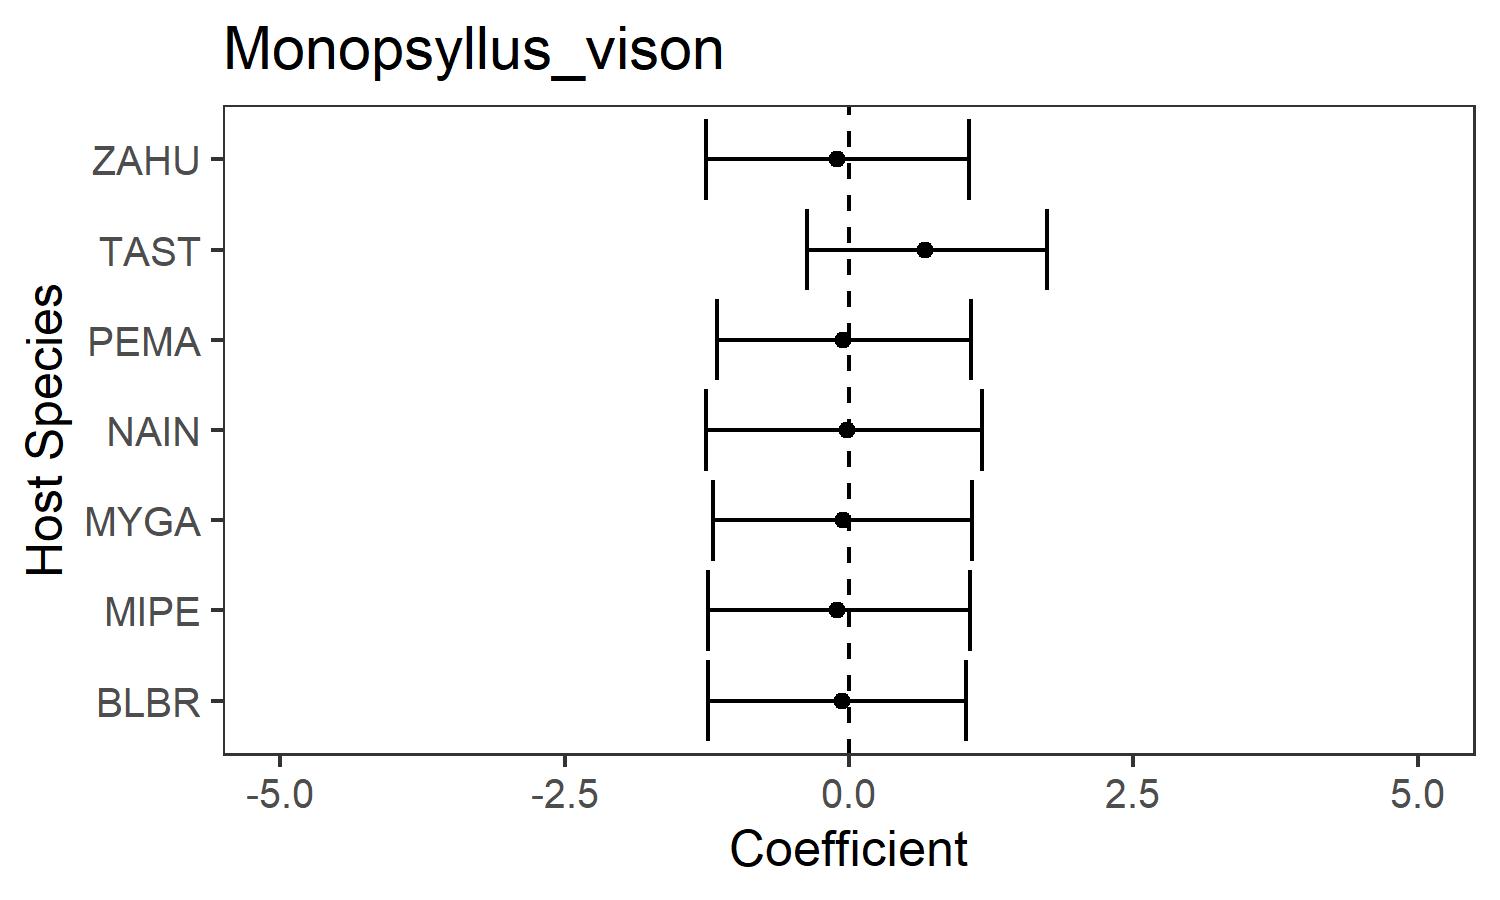 Monopsyllus_vison
Host Species
ZAHU
TAST
PEMA
NAIN
MYGA
MIPE
BLBR
-5.0 -2.5 0.0 2.5 5.0
Coefficient